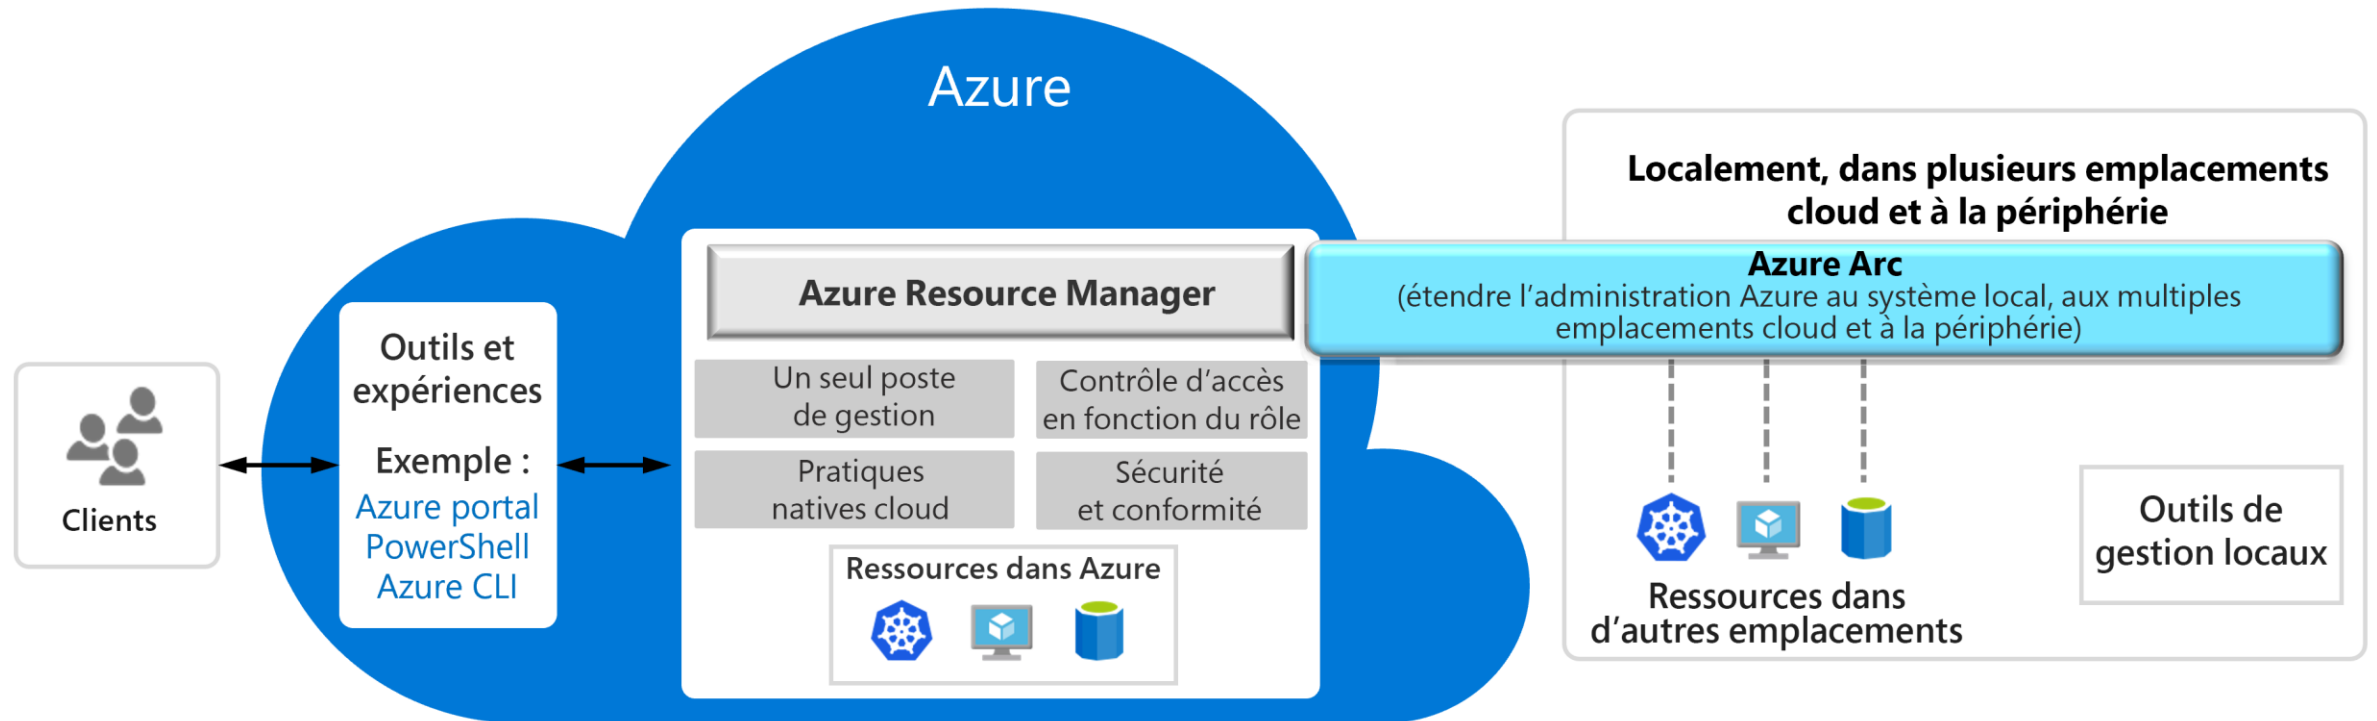 Azure
Clients
Outils et
expériences
Exemple :
Azure portal
PowerShell
Azure CLI
Azure Resource Manager
Un seul poste
de gestion
Contrôle d’accès
en fonction du rôle
Pratiques
natives cloud
Sécurité
et conformité
Ressources dans Azure
Localement, dans plusieurs emplacements
cloud et à la périphérie
Azure Arc
(étendre l’administration Azure au système local, aux multiples
emplacements cloud et à la périphérie)
Ressources dans
d’autres emplacements
Outils de
gestion locaux